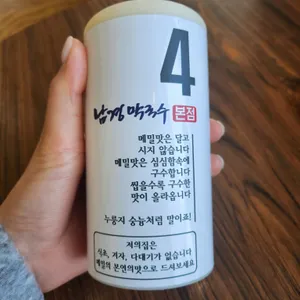 4
남경막국수 본점
메밀맛은 달고
시지 않습니다
메밀맛은 심심함속에
구수합니다
씹을수록 구수한
맛이 올라옵니다
누룽지 숭늉처럼 말이죠!
저의집은
식초, 겨자, 다대기가 없습니다
메밀의 본연의맛으로 드셔보세요